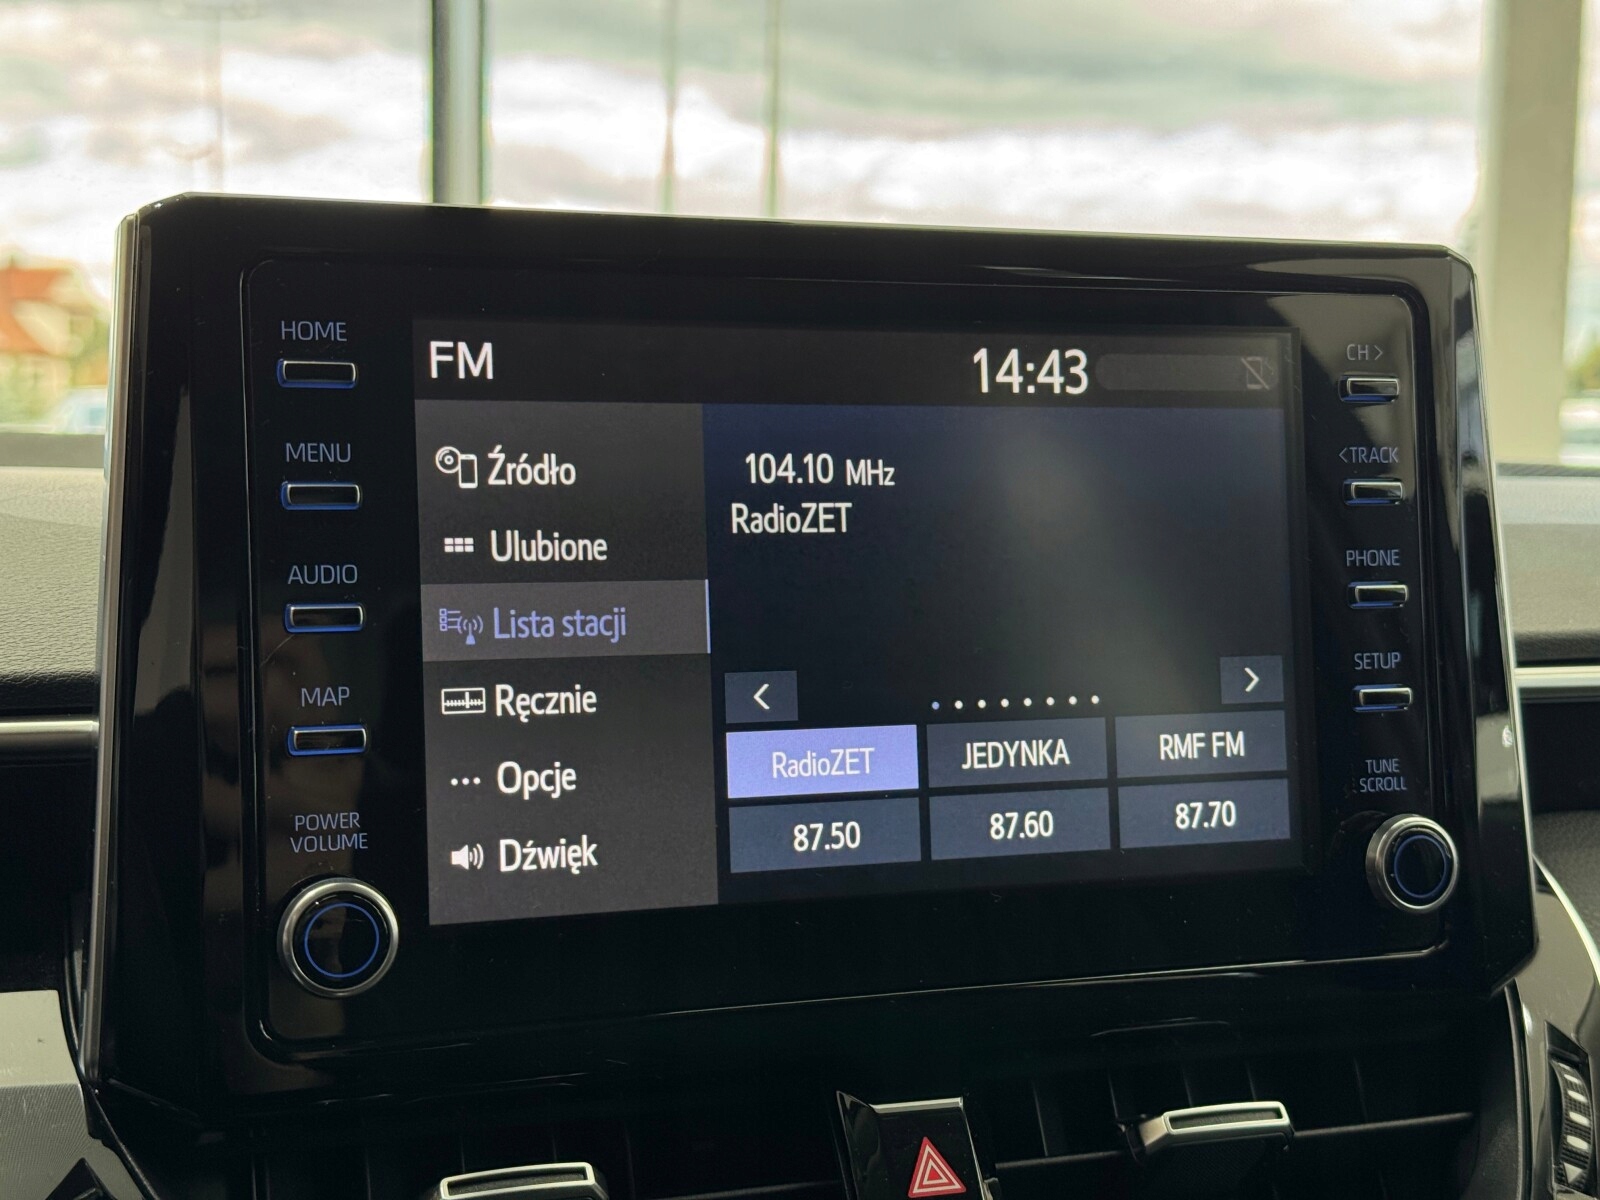 HOME
MENU
AUDIO
MAP
POWER
VOLUME
FM
14:43
Źródło
Ulubione
Lista stacji
Ręcznie
Opcje
Dźwięk
104.10 MHz
RadioZET
RadioZET
JEDYNKA
RMF FM
87.50
87.60
87.70
CH>
<TRACK
PHONE
SETUP
TUNE
SCROLL